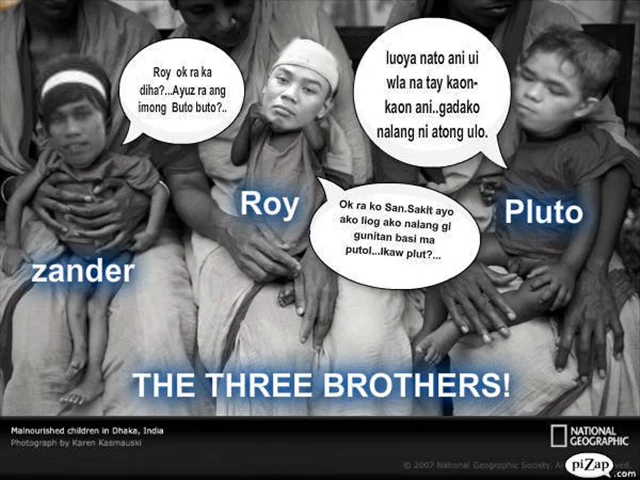 Roy ok ra ka
diha?...Ayuz ra ang
imong Buto buto?..
luoya nato ani ui
wla na tay kaon-
kaon ani..gadako
nalang ni atong ulo.
Roy
Ok ra ko San.Sakit ayo
ako liog ako nalang gi
gunitan basi ma
putol...Ikaw plut?...
Pluto
zander
THE THREE BROTHERS!
Malnourished children in Dhaka, India
Photograph by Karen Kasmauski
NATIONAL
GEOGRAPHIC
© 2007 National Geographic Society. All
piZap
.com